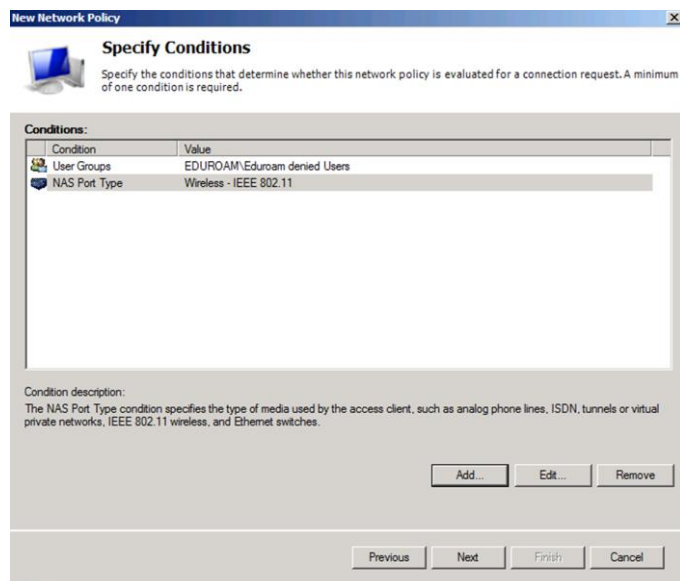 New Network Policy
Specify Conditions
Specify the conditions that determine whether this network policy is evaluated for a connection request. A minimum
of one condition is required.
Conditions:
Condition Value
User Groups EDUROAM\Eduroam denied Users
NAS Port Type Wireless - IEEE 802.11
Condition description:
The NAS Port Type condition specifies the type of media used by the access client, such as analog phone lines, ISDN, tunnels or virtual
private networks, IEEE 802.11 wireless, and Ethernet switches.
Add... Edit... Remove
Previous Next Finish Cancel